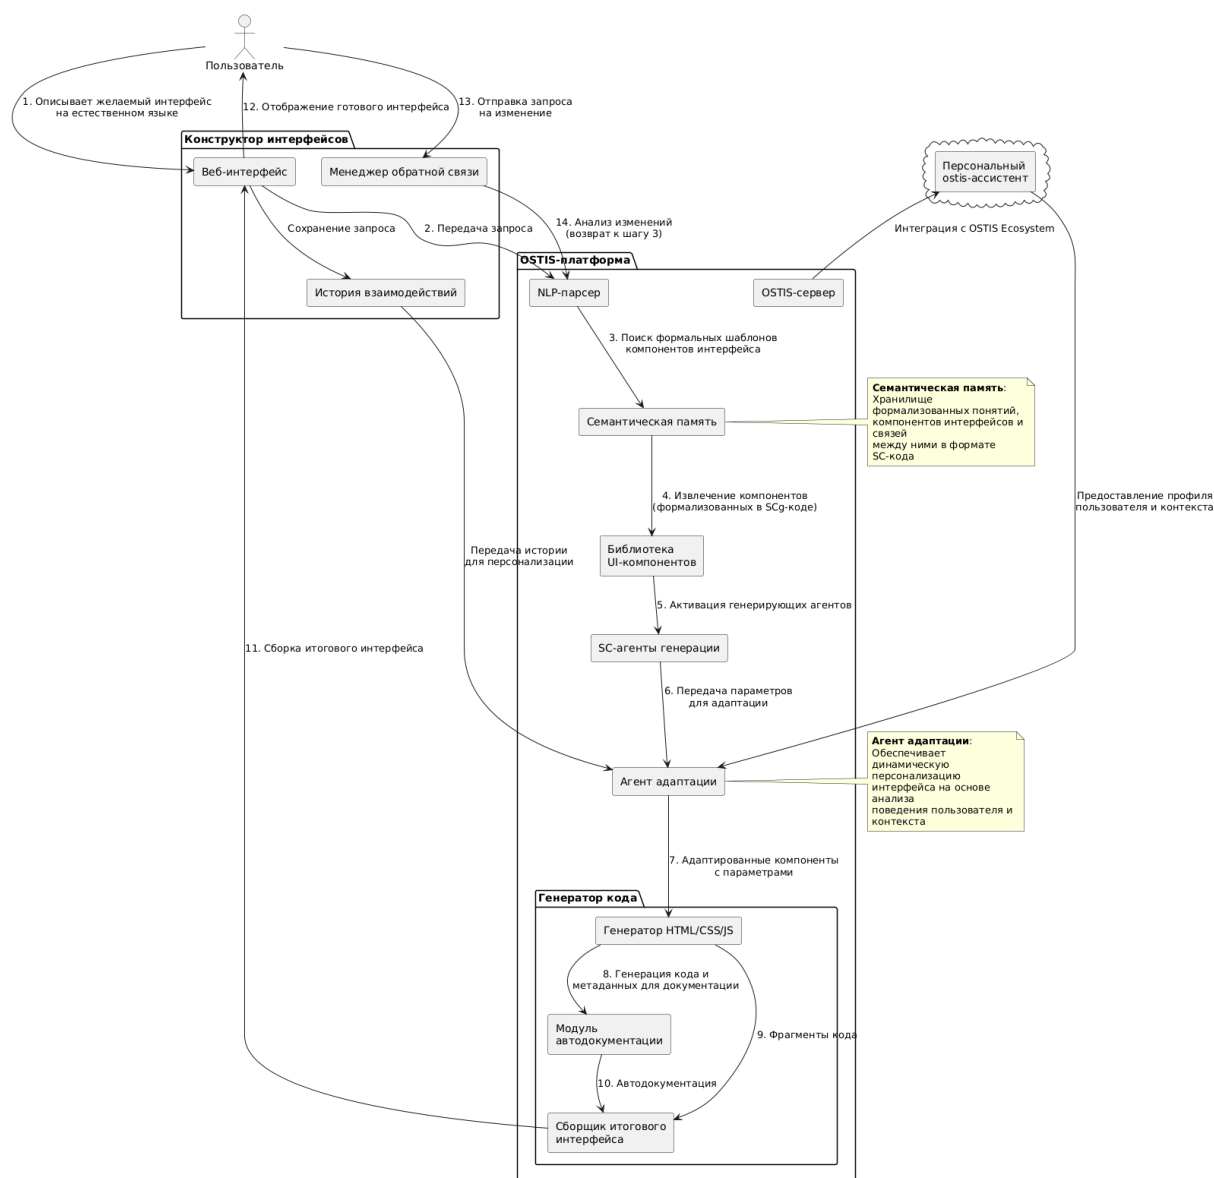 Пользователь
1. Описывает желаемый интерфейс
на естественном языке
12. Отображение готового интерфейса
13. Отправка запроса
на изменение
Конструктор интерфейсов
Веб-интерфейс
Менеджер обратной связи
Персональный
ostis-ассистент
Сохранение запроса
2. Передача запроса
14. Анализ изменений
(возврат к шагу 3)
Интеграция с OSTIS Ecosystem
OSTIS-платформа
История взаимодействий
NLP-парсер
OSTIS-сервер
3. Поиск формальных шаблонов
компонентов интерфейса
Семантическая память
Семантическая память:
Хранилище
формализованных понятий,
компонентов интерфейсов и
связей
между ними в формате
SC-кода
4. Извлечение компонентов
(формализованных в SCg-коде)
Предоставление профиля
пользователя и контекста
Библиотека
UI-компонентов
Передача истории
для персонализации
5. Активация генерирующих агентов
11. Сборка итогового интерфейса
SC-агенты генерации
6. Передача параметров
для адаптации
Агент адаптации
Агент адаптации:
Обеспечивает
динамическую
персонализацию
интерфейса на основе
анализа
поведения пользователя и
контекста
7. Адаптированные компоненты
с параметрами
Генератор кода
Генератор HTML/CSS/JS
8. Генерация кода и
метаданных для документации
Модуль
автодокументации
9. Фрагменты кода
10. Автодокументация
Сборщик итогового
интерфейса